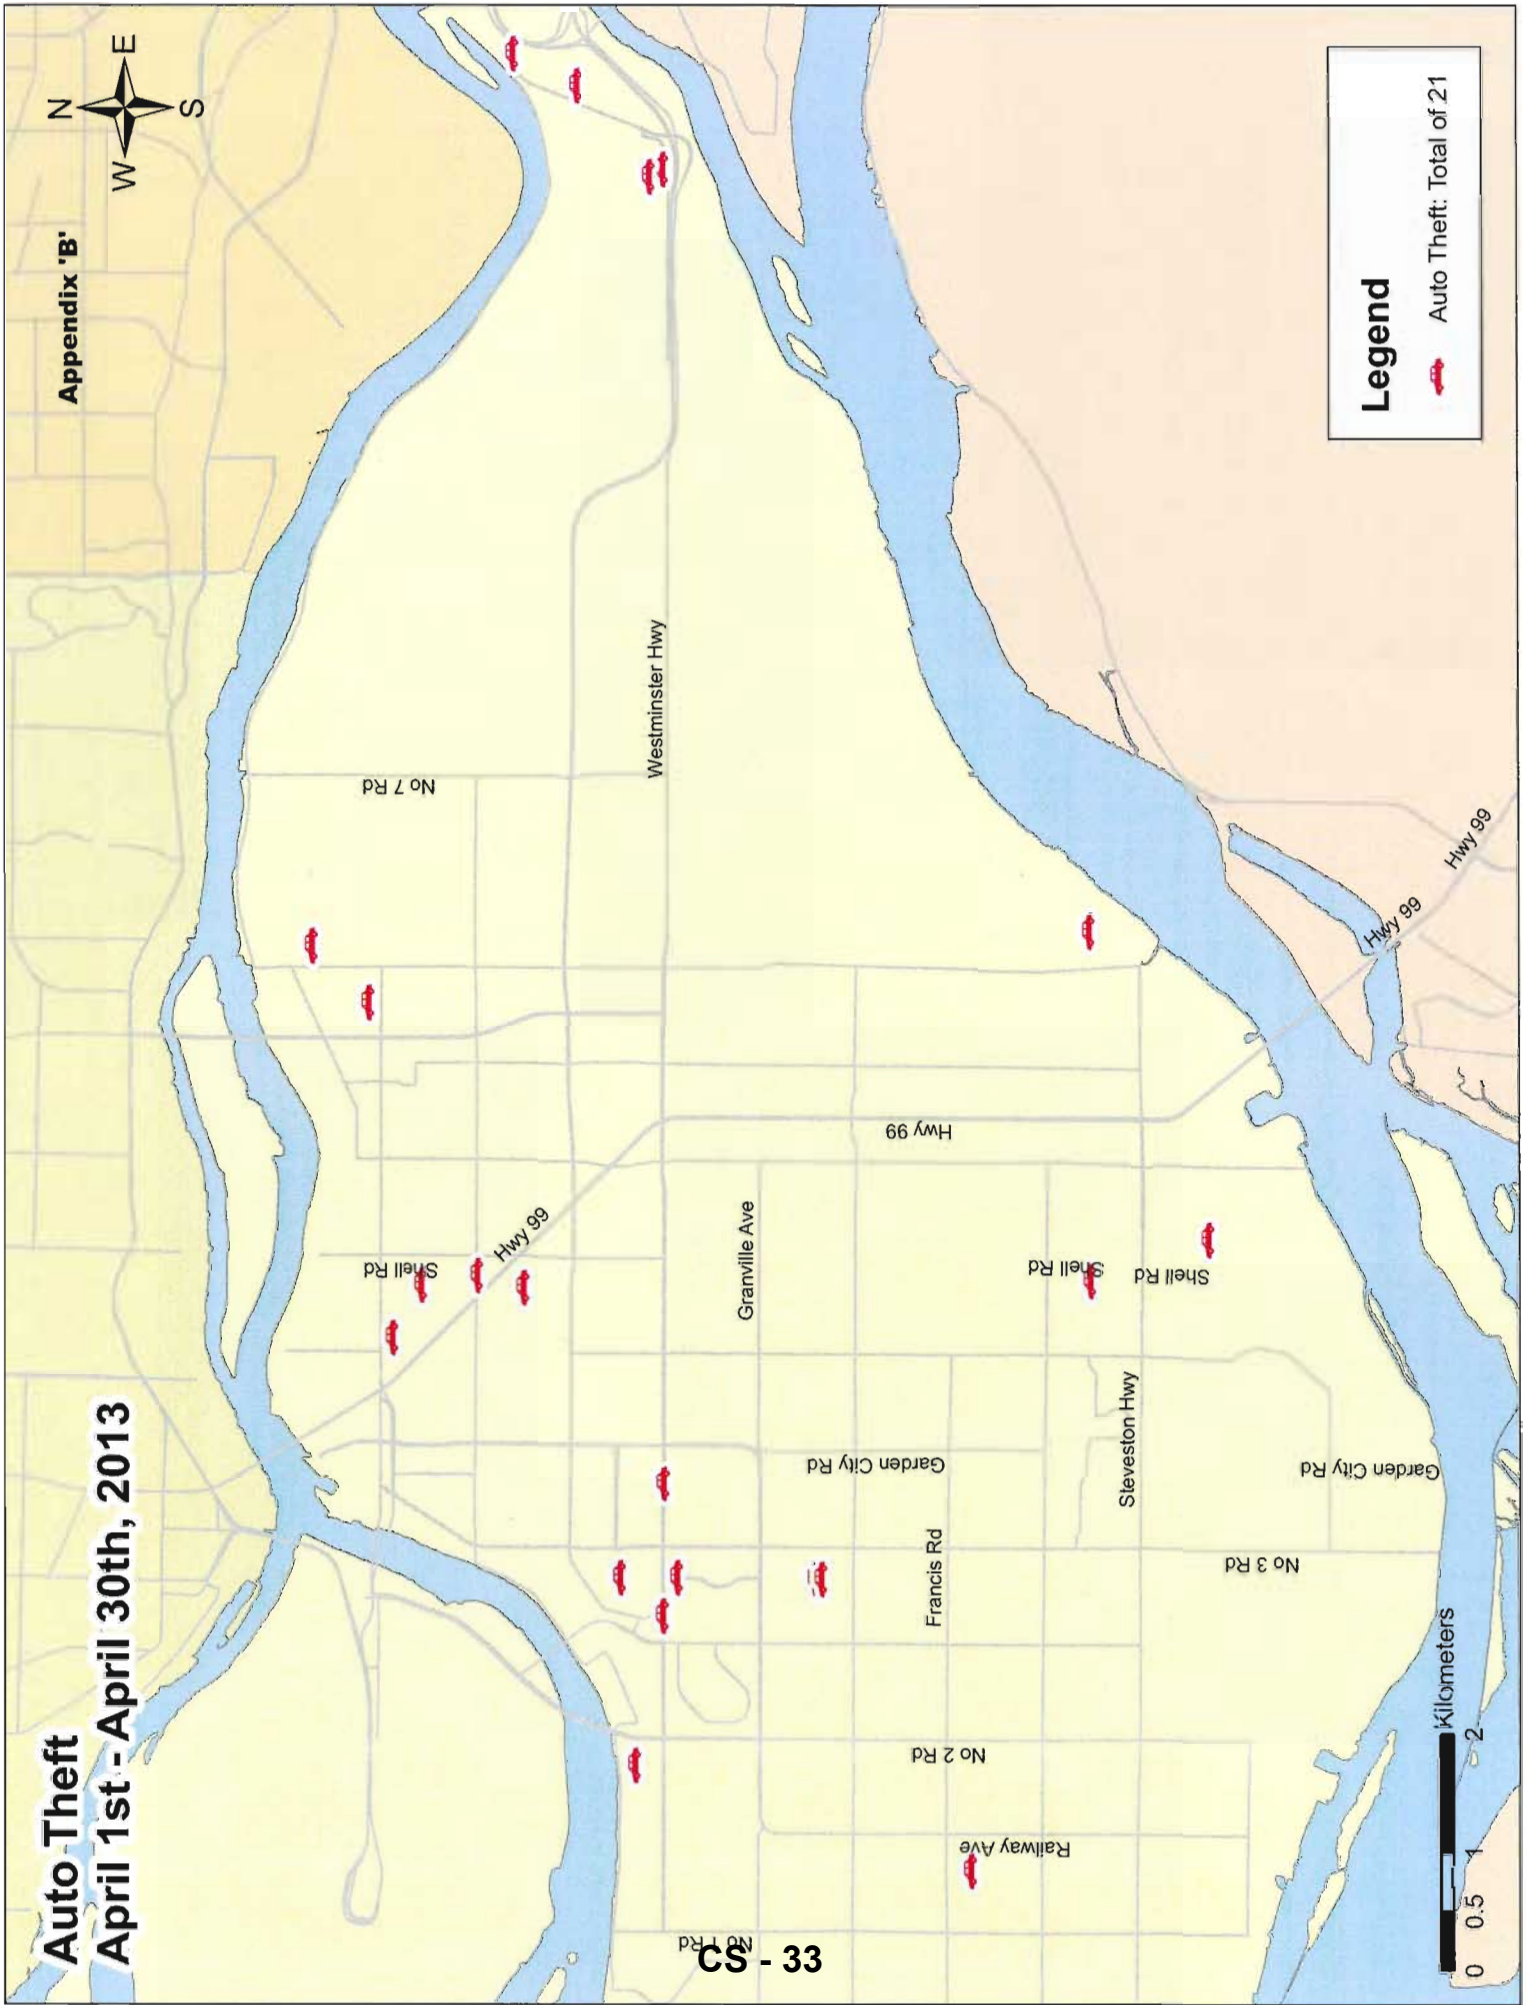 Auto Theft
April 1st - April 30th, 2013
Appendix 'B'
N
W
E
S
No 7 Rd
Westminster Hwy
Shell Rd
Hwy 99
Hwy 99
Granville Ave
Garden City Rd
Francis Rd
No 2 Rd
Railway Ave
No 1 Rd
Shell Rd
Shell Rd
Steveston Hwy
No 3 Rd
Garden City Rd
Hwy 99
Hwy 99
Legend
Auto Theft: Total of 21
Kilometers
0 0.5 1 2
CS - 33